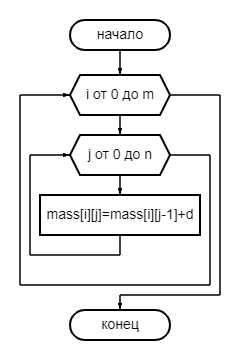 начало
i от 0 до m
j от 0 до n
mass[i][j]=mass[i][j-1]+d
конец